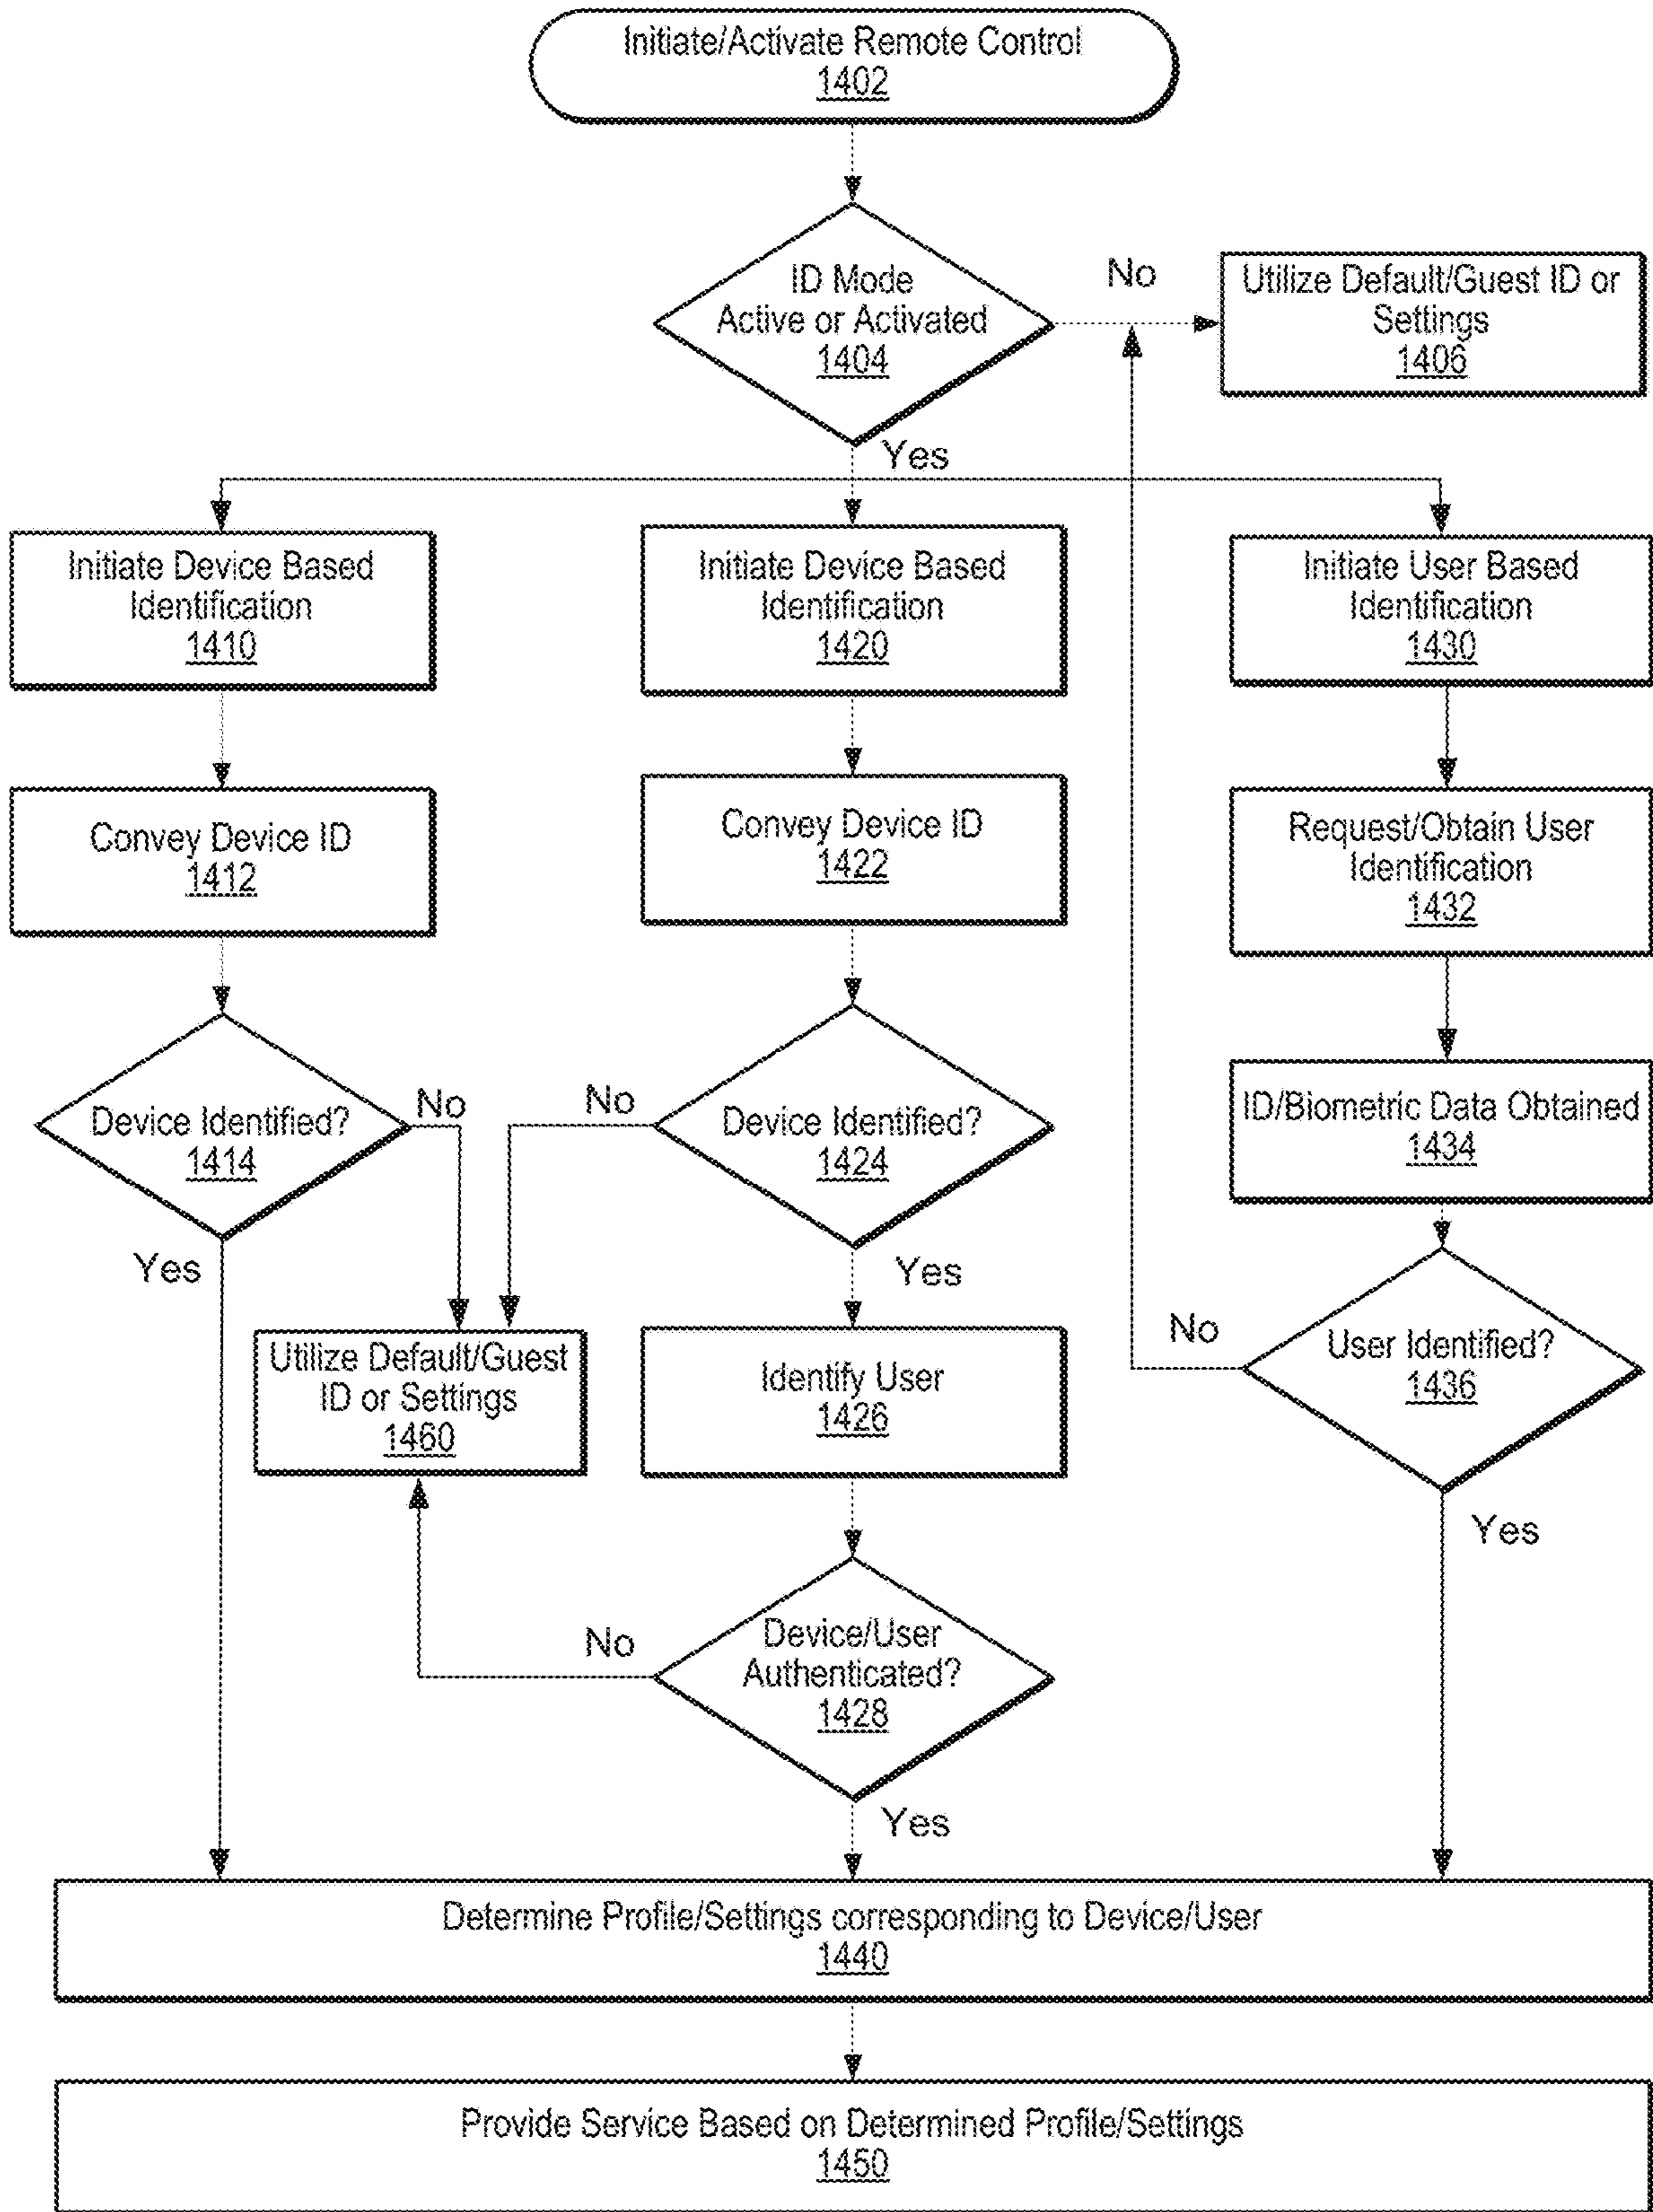 Initiate/Activate Remote Control
1402
ID Mode
Active or Activated
1404
No
Utilize Default/Guest ID or
Settings
1406
Yes
Initiate Device Based
Identification
1410
Initiate Device Based
Identification
1420
Initiate User Based
Identification
1430
Convey Device ID
1412
Convey Device ID
1422
Request/Obtain User
Identification
1432
Device Identified?
1414
No
Yes
No
Device Identified?
1424
Yes
ID/Biometric Data Obtained
1434
Utilize Default/Guest
ID or Settings
1460
Identify User
1426
No
User Identified?
1436
Yes
No
Device/User
Authenticated?
1428
Yes
Determine Profile/Settings corresponding to Device/User
1440
Provide Service Based on Determined Profile/Settings
1450